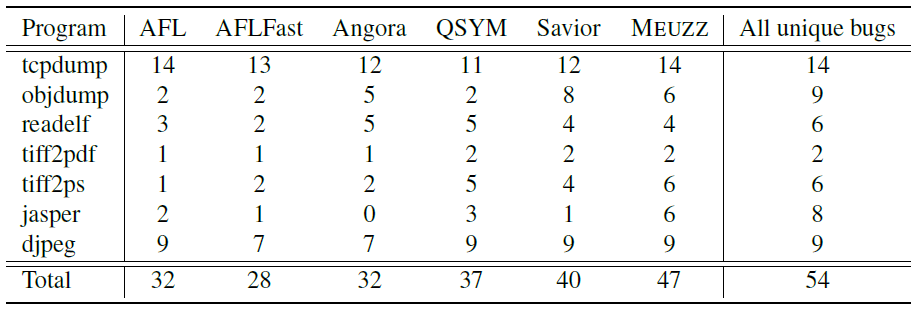 Program AFL AFLFast Angora QSYM Savior MEUZZ All unique bugs
tcpdump 14 13 12 11 12 14 14
objdump 2 2 5 2 8 6 9
readelf 3 2 5 5 4 4 6
tiff2pdf 1 1 1 2 2 2 2
tiff2ps 1 2 2 5 4 6 6
jasper 2 1 0 3 1 6 8
djpeg 9 7 7 9 9 9 9
Total 32 28 32 37 40 47 54